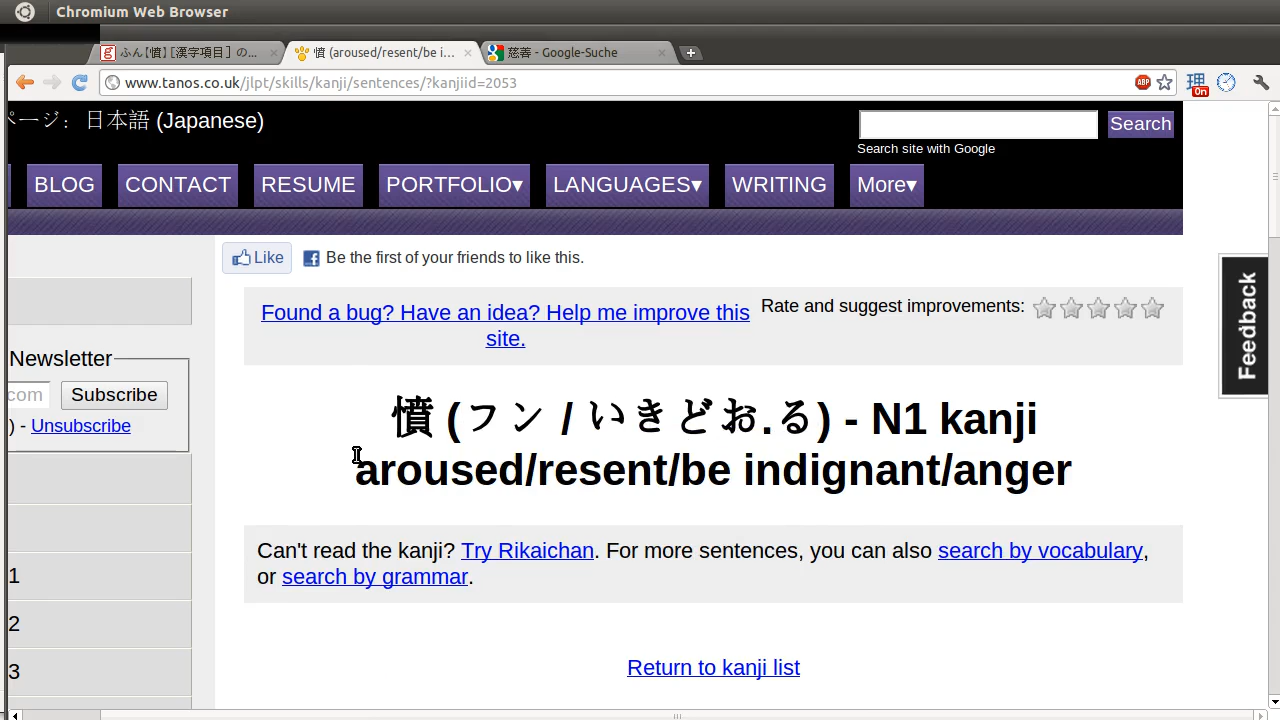 Chromium Web Browser
ふん【憤】［漢字項目］の...
憤 (aroused/resent/be i...
慈善 - Google-Suche
www.tanos.co.uk/jlpt/skills/kanji/sentences/?kanjiid=2053
ABP
理
On
ページ: 日本語 (Japanese)
Search
Search site with Google
BLOG
CONTACT
RESUME
PORTFOLIO▾
LANGUAGES▾
WRITING
More▾
Like
Be the first of your friends to like this.
Found a bug? Have an idea? Help me improve this
site.
Rate and suggest improvements:
Feedback
Newsletter
com
Subscribe
) - Unsubscribe
憤 (フン / いきどお.る) - N1 kanji
aroused/resent/be indignant/anger
Can't read the kanji? Try Rikaichan. For more sentences, you can also search by vocabulary,
or search by grammar.
1
2
3
Return to kanji list